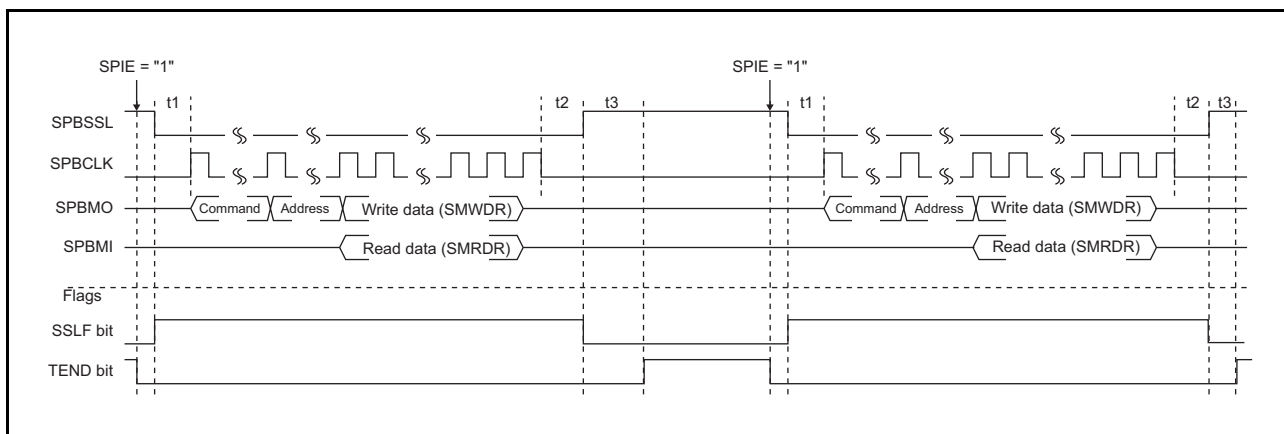 SPIE = "1" SPIE = "1"
t1 t2 t3 t1 t2 t3
SPBSSL
SPBCLK
SPBMO Command Address Write data (SMWDR) Command Address Write data (SMWDR)
SPBMI Read data (SMRDR) Read data (SMRDR)
Flags
SSLF bit
TEND bit